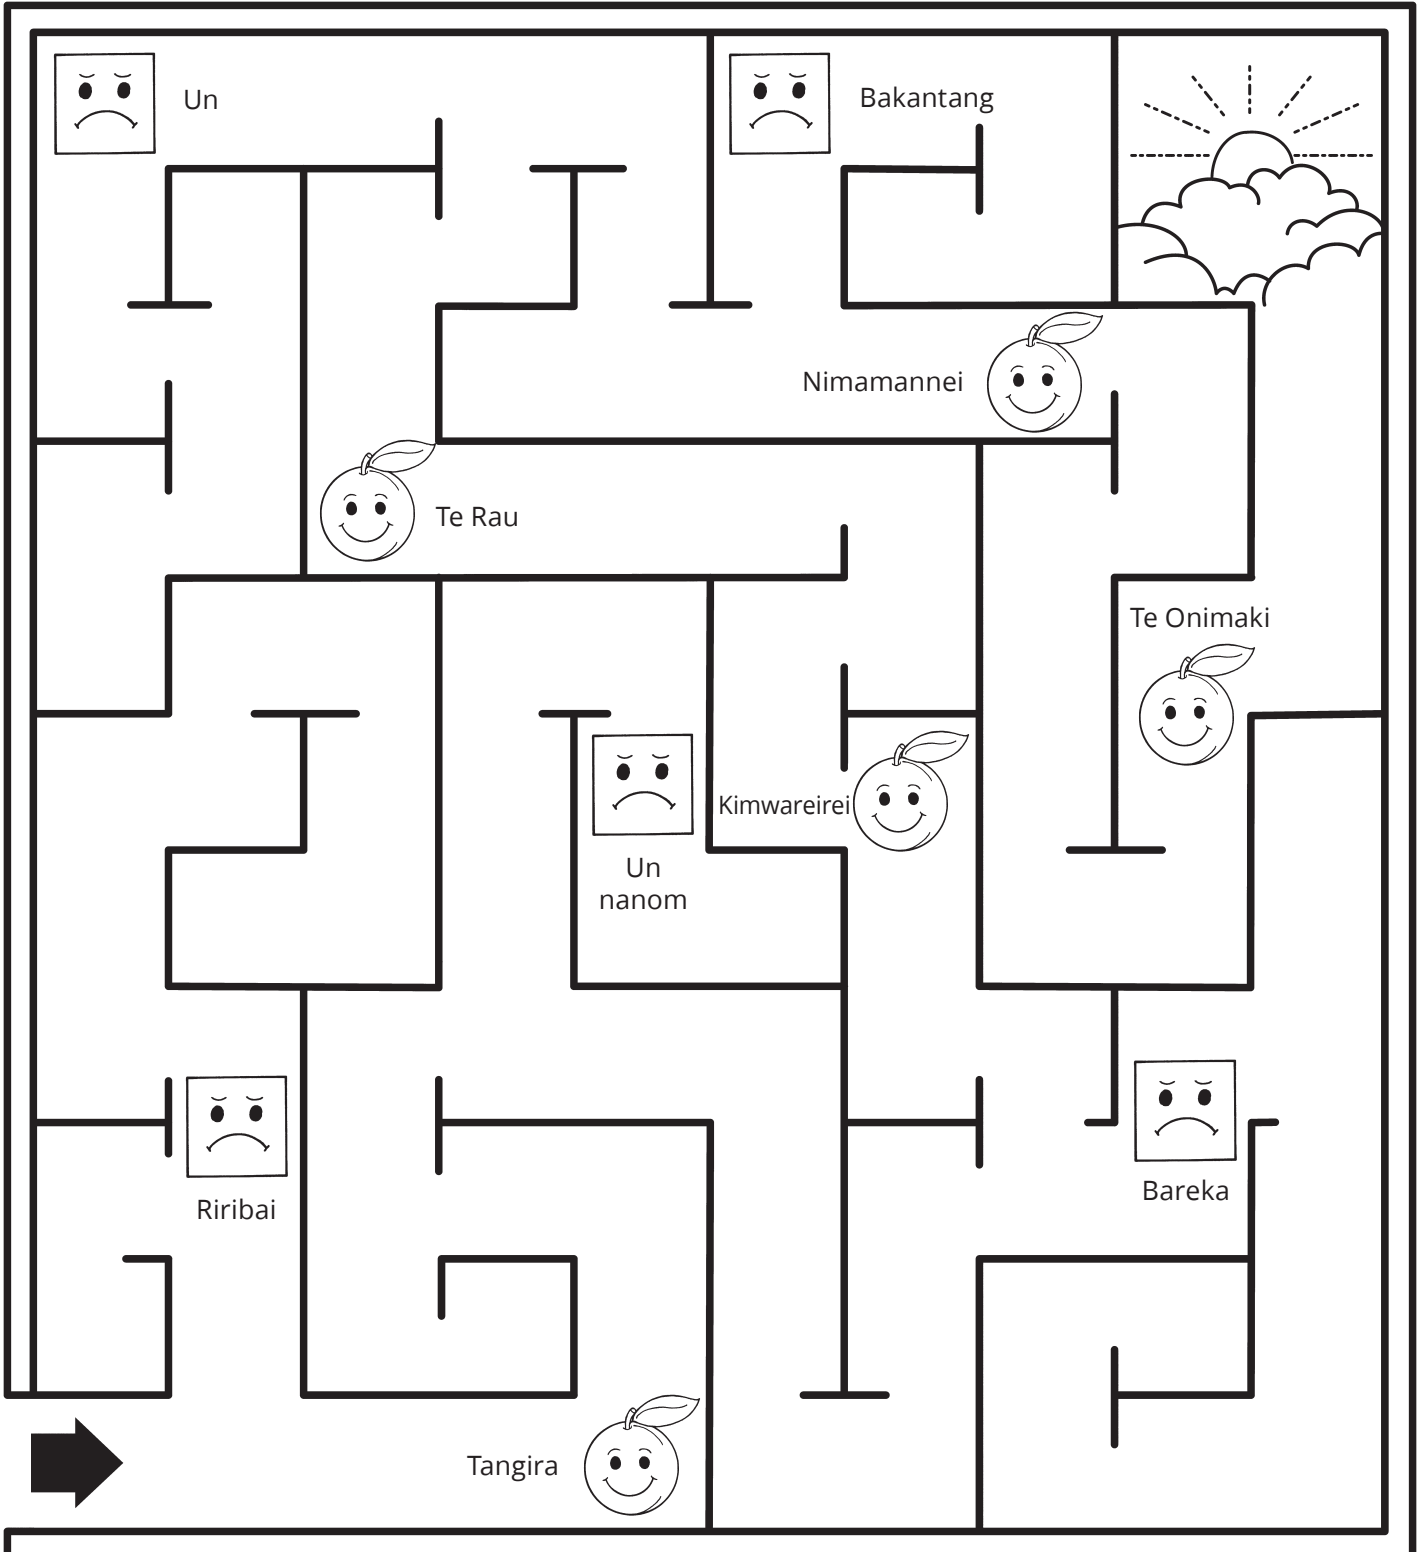 Un
Bakantang
Nimamannei
Te Rau
Te Onimaki
Kimwareirei
Un
nanom
Bareka
Riribai
Tangira